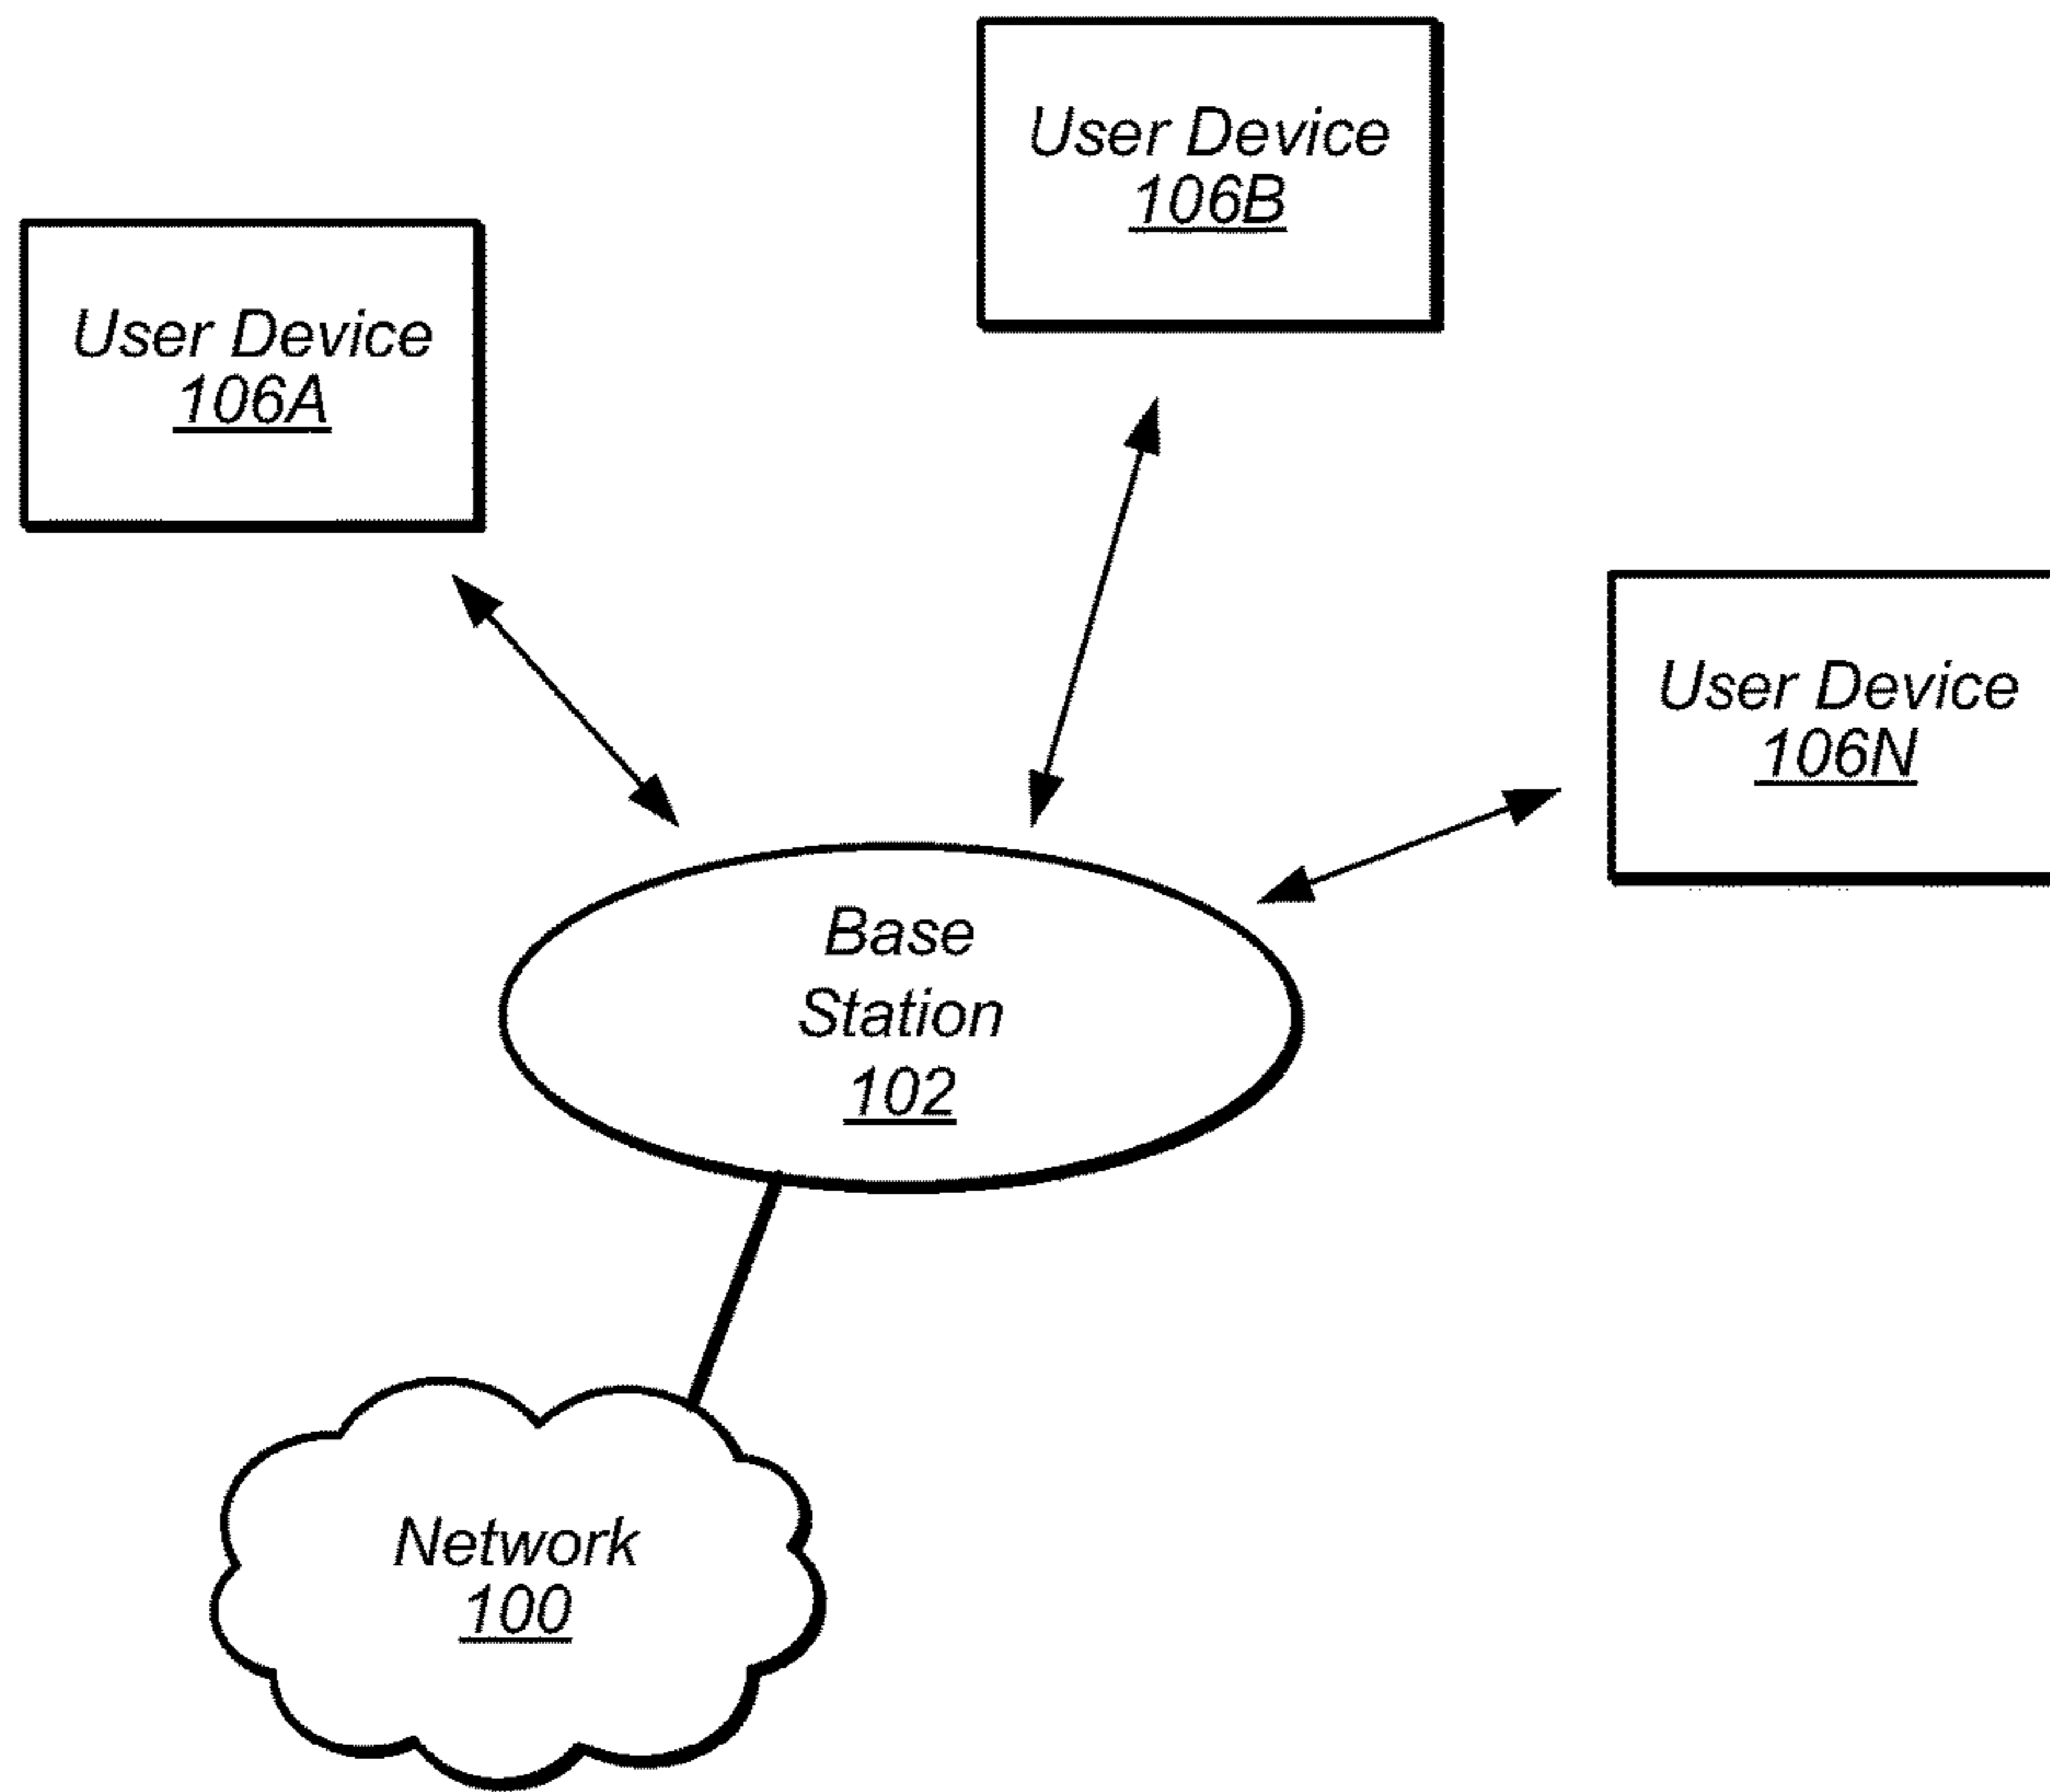 User Device
106B
User Device
106A
User Device
106N
Base
Station
102
Network
100